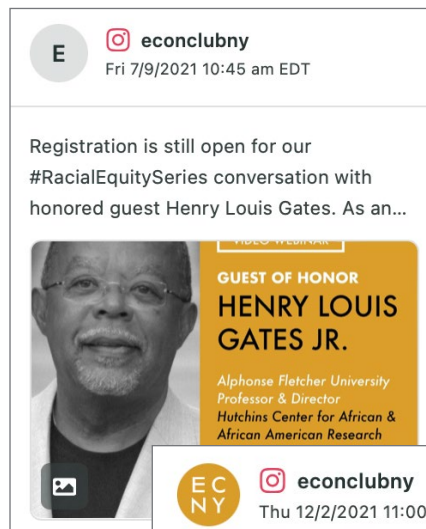 E
econclubny
Fri 7/9/2021 10:45 am EDT
Registration is still open for our
#RacialEquitySeries conversation with
honored guest Henry Louis Gates. As an...
VIDEO WEBINAR
GUEST OF HONOR
HENRY LOUIS
GATES JR.
Alphonse Fletcher University
Professor & Director
Hutchins Center for African &
African American Research
EC
NY
econclubny
Thu 12/2/2021 11:00